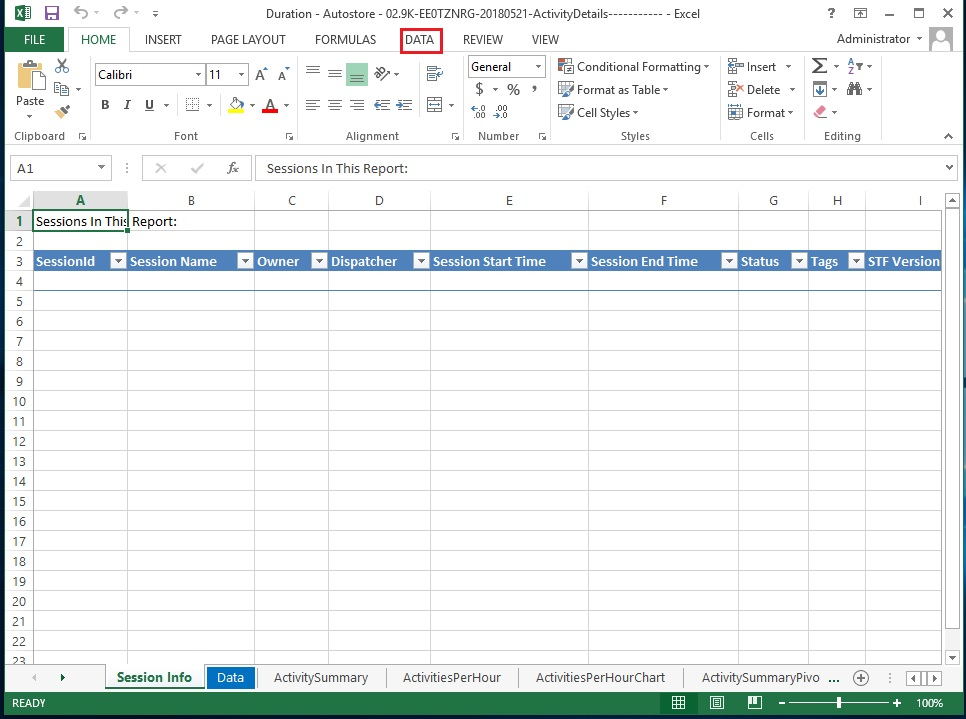 Duration - Autostore - 02.9K-EE0TZNRG-20180521-ActivityDetails----------- - Excel
?
FILE HOME INSERT PAGE LAYOUT FORMULAS DATA REVIEW VIEW Administrator
Paste
Clipboard
Calibri 11
B I U
Font
Alignment
General
$ % ,
Number
Conditional Formatting
Format as Table
Cell Styles
Styles
Insert
Delete
Format
Cells
Editing
A1 fx Sessions In This Report:
A B C D E F G H I
1 Sessions In This Report:
2
3 SessionId Session Name Owner Dispatcher Session Start Time Session End Time Status Tags STF Version
4
5
6
7
8
9
10
11
12
13
14
15
16
17
18
19
20
21
22
23
Session Info Data ActivitySummary ActivitiesPerHour ActivitiesPerHourChart ActivitySummaryPivo ...
READY 100%